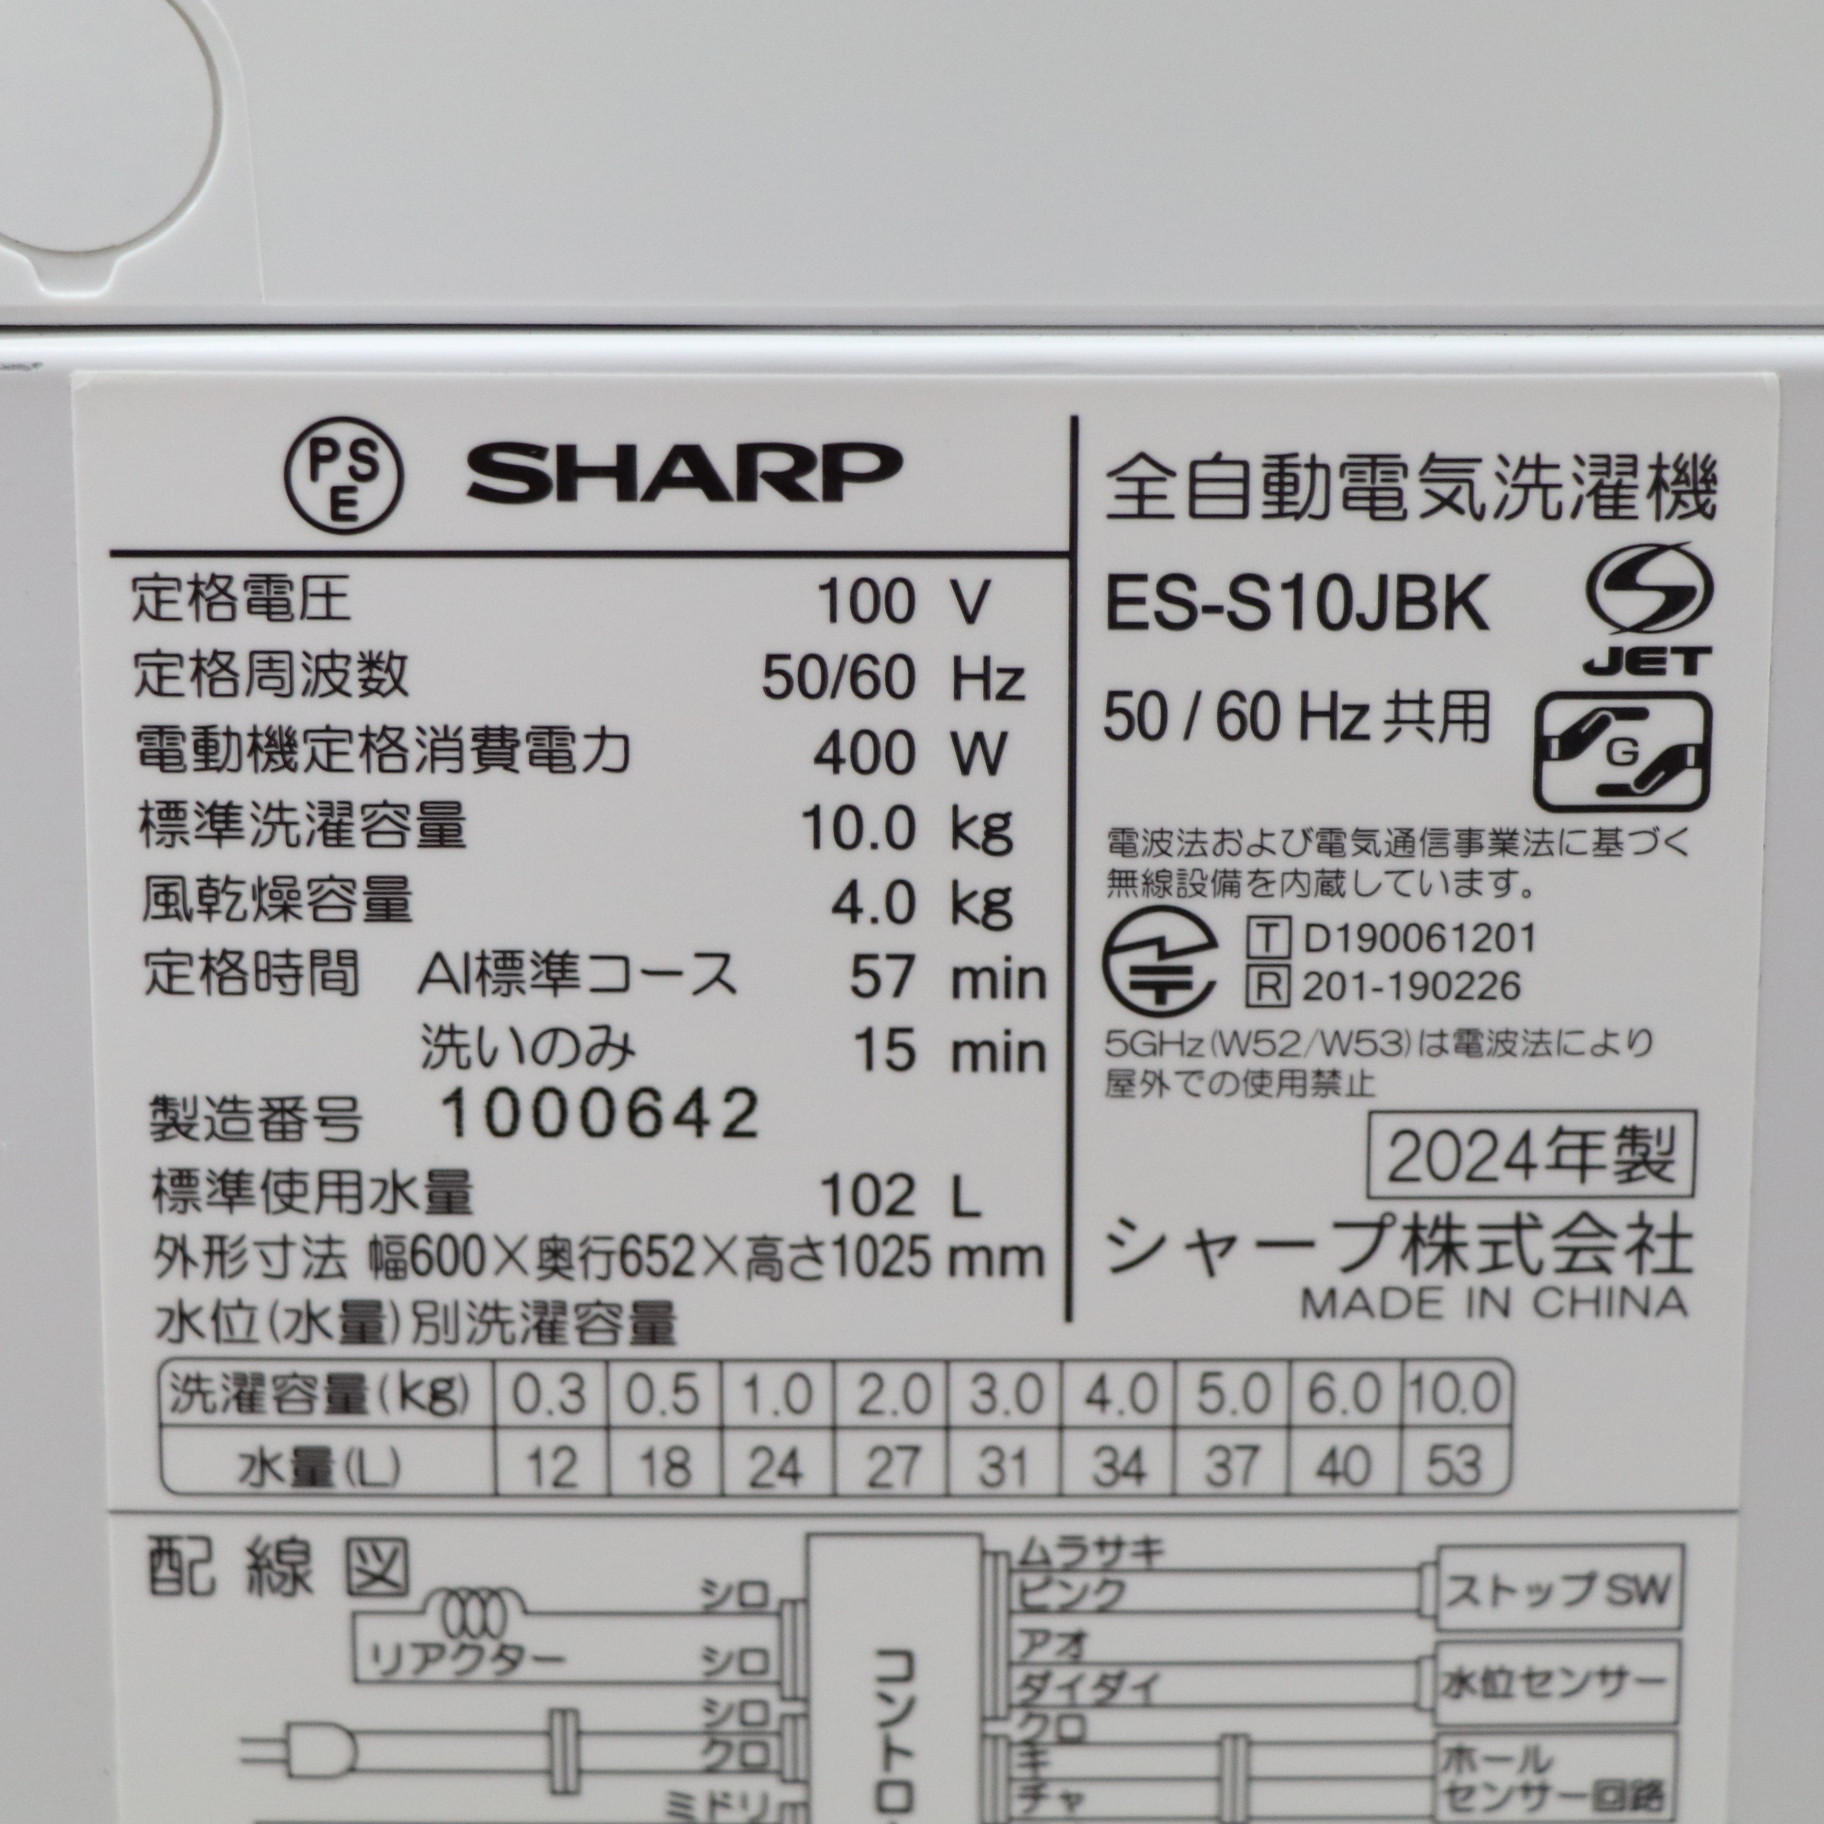 PSE SHARP
定格電圧 100 V
定格周波数 50/60 Hz
電動機定格消費電力 400 W
標準洗濯容量 10.0 kg
風乾燥容量 4.0 kg
定格時間 AI標準コース 57 min
洗いのみ 15 min
製造番号 1000642
標準使用水量 102 L
外形寸法 幅600×奥行652×高さ1025 mm
全自動電気洗濯機
ES-S10JBK
JET
50 / 60 Hz 共用
G
電波法および電気通信事業法に基づく
無線設備を内蔵しています。
T D190061201
R 201-190226
5GHz(W52/W53)は電波法により
屋外での使用禁止
2024年製
シャープ株式会社
MADE IN CHINA
水位(水量)別洗濯容量
洗濯容量(kg) 0.3 0.5 1.0 2.0 3.0 4.0 5.0 6.0 10.0
水量(L) 12 18 24 27 31 34 37 40 53
配線図
リアクター
シロ
シロ
シロ
クロ
ミドリ
コントロ
ムラサキ
ピンク
アオ
ダイダイ
クロ
キ
チャ
ストップSW
水位センサー
ホール
センサー回路